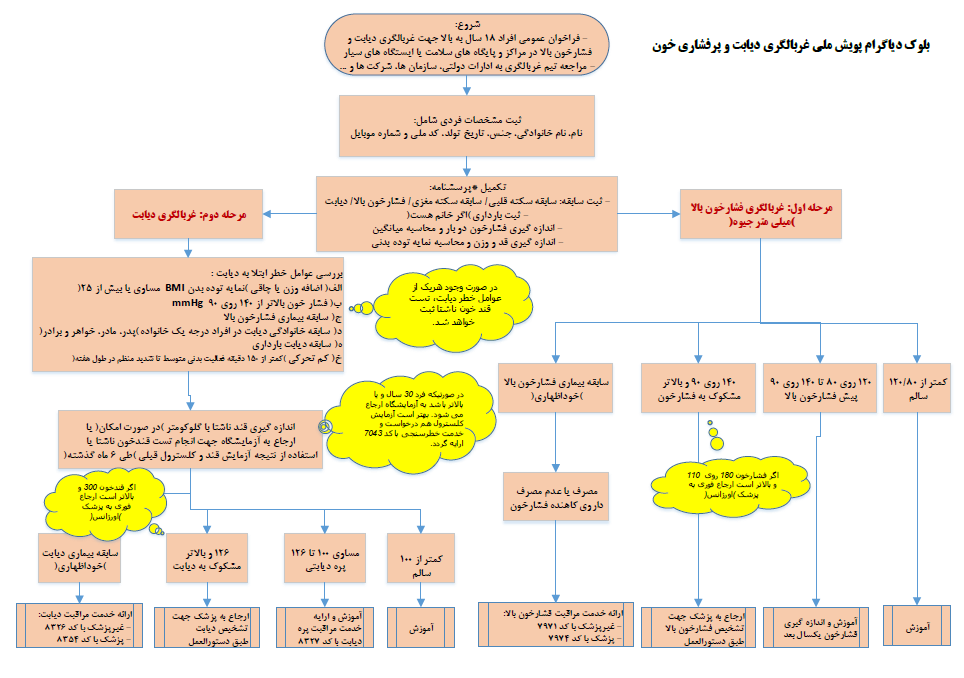 بلوک دیاگرام پویش ملی غربالگری دیابت و پرفشاری خون
شروع:
– فراخوان عمومی افراد ۱۸ سال به بالا جهت غربالگری دیابت و
فشارخون بالا در مراکز و پایگاه های سلامت یا ایستگاه های سیار
– مراجعه تیم غربالگری به ادارات دولتی، سازمان ها، شرکت ها و ...
ثبت مشخصات فردی شامل:
نام، نام خانوادگی، جنس، تاریخ تولد، کد ملی و شماره موبایل
تکمیل *پرسشنامه:
– ثبت سابقه: سابقه سکته قلبی/ سابقه سکته مغزی/ فشارخون بالا/ دیابت
– ثبت بارداری )اگر خانم هست(
– اندازه گیری فشارخون دو بار و محاسبه میانگین
– اندازه گیری قد و وزن و محاسبه نمایه توده بدنی
مرحله اول: غربالگری فشارخون بالا
)میلی متر جیوه(
مرحله دوم: غربالگری دیابت
بررسی عوامل خطر ابتلا به دیابت :
الف( اضافه وزن یا چاقی )نمایه توده بدن BMI مساوی یا بیش از ۲۵(
ب( فشار خون بالاتر از ۱۴۰ روی ۹۰ mmHg
ج( سابقه بیماری فشارخون بالا
د( سابقه خانوادگی دیابت در افراد درجه یک خانواده )پدر، مادر، خواهر و برادر(
ه( سابقه دیابت بارداری
خ( کم تحرکی )کمتر از ۱۵۰ دقیقه فعالیت بدنی متوسط تا شدید منظم در طول هفته(
در صورت وجود هریک از
عوامل خطر دیابت، تست
قند خون ناشتا ثبت
خواهد شد.
کمتر از ۱۲۰/۸۰
سالم
۱۲۰ روی ۸۰ تا ۱۴۰ روی ۹۰
پیش فشارخون بالا
۱۴۰ روی ۹۰ و بالاتر
مشکوک به فشارخون
سابقه بیماری فشارخون بالا
)خوداظهاری(
در صورتیکه فرد 30 سال و یا
بالاتر باشد به آزمایشگاه ارجاع
می شود. بهتر است آزمایش
کلسترول هم درخواست و
خدمت خطرسنجی با کد 7043
ارایه گردد.
اندازه گیری قند ناشتا با گلوکومتر )در صورت امکان( یا
ارجاع به آزمایشگاه جهت انجام تست قندخون ناشتا یا
استفاده از نتیجه آزمایش قند و کلسترول قبلی )طی ۶ ماه گذشته(
اگر فشارخون 180 روی 110
و بالاتر است ارجاع فوری به
پزشک )اورژانس(
مصرف یا عدم مصرف
داروی کاهنده فشارخون
اگر قندخون 300 و
بالاتر است ارجاع
فوری به پزشک
)اورژانس(
کمتر از ۱۰۰
سالم
مساوی ۱۰۰ تا ۱۲۶
پره دیابتی
۱۲۶ و بالاتر
مشکوک به دیابت
سابقه بیماری دیابت
)خوداظهاری(
آموزش
آموزش و اندازه گیری
فشارخون یکسال بعد
ارجاع به پزشک جهت
تشخیص فشارخون بالا
طبق دستورالعمل
ارائه خدمت مراقبت فشارخون بالا:
– غیرپزشک با کد ۷۹۷۱
– پزشک با کد ۷۹۷۴
آموزش
آموزش و ارایه
خدمت مراقبت پره
دیابت با کد ۸۳۲۷
ارجاع به پزشک جهت
تشخیص دیابت
طبق دستورالعمل
ارائه خدمت مراقبت دیابت:
– غیرپزشک با کد ۸۳۲۶
– پزشک با کد ۸۳۵۴